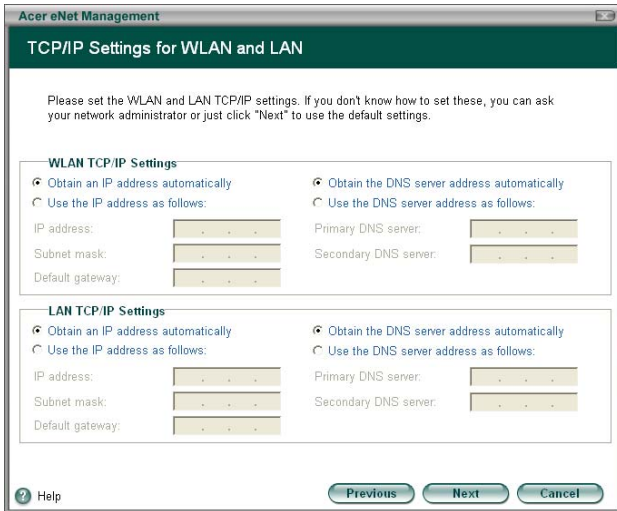 Acer eNet Management
TCP/IP Settings for WLAN and LAN
Please set the WLAN and LAN TCP/IP settings. If you don't know how to set these, you can ask
your network administrator or just click "Next" to use the default settings.
WLAN TCP/IP Settings
Obtain an IP address automatically
Obtain the DNS server address automatically
Use the IP address as follows:
Use the DNS server address as follows:
IP address:
Primary DNS server:
Subnet mask:
Secondary DNS server:
Default gateway:
LAN TCP/IP Settings
Obtain an IP address automatically
Obtain the DNS server address automatically
Use the IP address as follows:
Use the DNS server address as follows:
IP address:
Primary DNS server:
Subnet mask:
Secondary DNS server:
Default gateway:
? Help
Previous
Next
Cancel